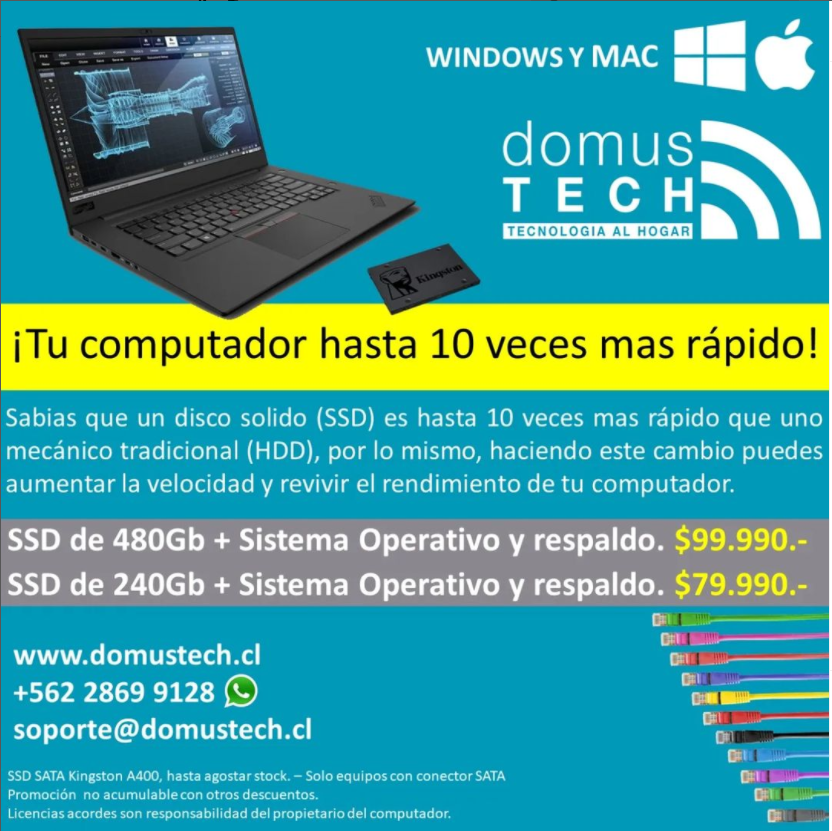 WINDOWS Y MAC
domus
TECH
TECNOLOGIA AL HOGAR
Kingston
¡Tu computador hasta 10 veces mas rápido!
Sabias que un disco solido (SSD) es hasta 10 veces mas rápido que uno
mecánico tradicional (HDD), por lo mismo, haciendo este cambio puedes
aumentar la velocidad y revivir el rendimiento de tu computador.
SSD de 480Gb + Sistema Operativo y respaldo. $99.990.-
SSD de 240Gb + Sistema Operativo y respaldo. $79.990.-
www.domustech.cl
+562 2869 9128
soporte@domustech.cl
SSD SATA Kingston A400, hasta agostar stock. – Solo equipos con conector SATA
Promoción no acumulable con otros descuentos.
Licencias acordes son responsabilidad del propietario del computador.